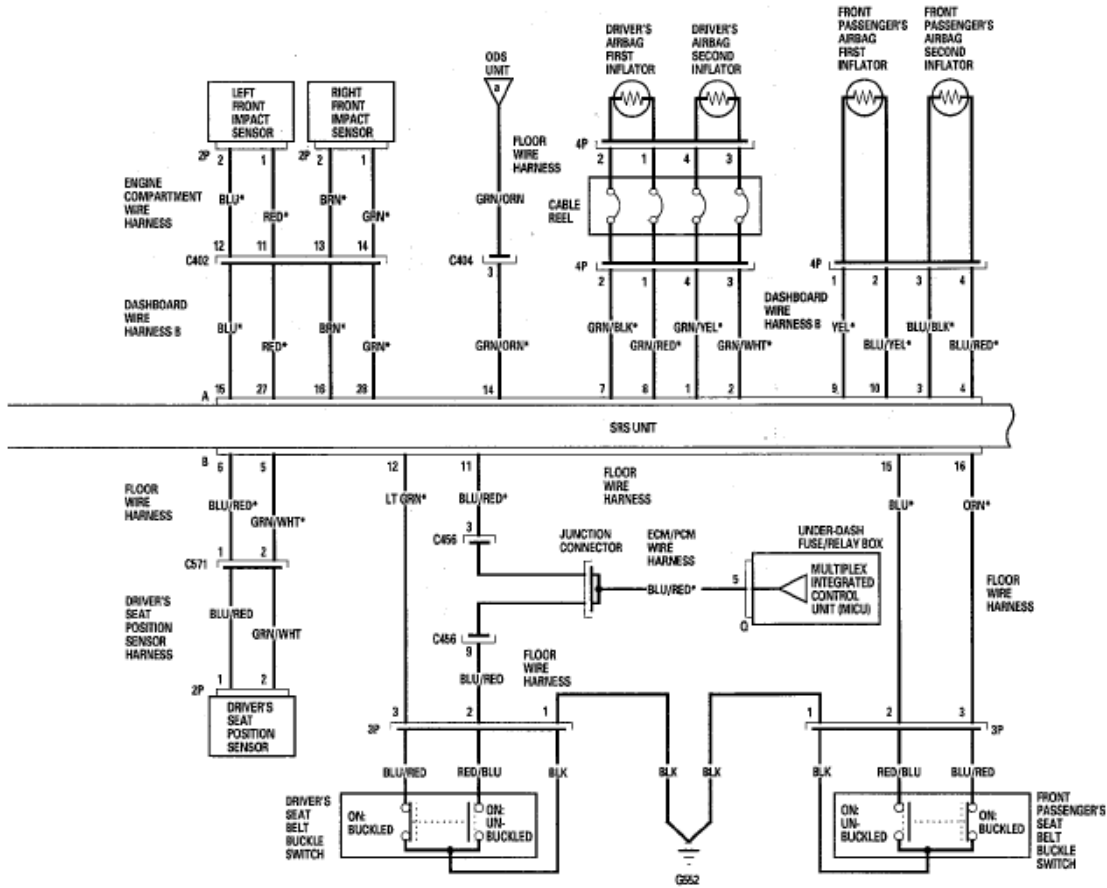 FRONT
PASSENGER'S
AIRBAG
FIRST
INFLATOR
FRONT
PASSENGER'S
AIRBAG
SECOND
INFLATOR
DRIVER'S
AIRBAG
FIRST
INFLATOR
DRIVER'S
AIRBAG
SECOND
INFLATOR
ODS
UNIT
a
LEFT
FRONT
IMPACT
SENSOR
RIGHT
FRONT
IMPACT
SENSOR
FLOOR
WIRE
HARNESS
2P 2 1 2P 2 1
4P 2 1 4 3
ENGINE
COMPARTMENT
WIRE
HARNESS
BLU* RED* BRN* GRN*
GRN/ORN
CABLE
REEL
12 11 13 14
C402
C404
3
4P
2 1 4 3
4P
1 2 3 4
DASHBOARD
WIRE
HARNESS B
BLU* RED* BRN* GRN*
GRN/ORN*
GRN/BLK* GRN/RED* GRN/YEL* GRN/WHT*
DASHBOARD
WIRE
HARNESS B
YEL* BLU/YEL* BLU/BLK* BLU/RED*
A 15 27 16 28 14 7 8 1 2 9 10 3 4
SRS UNIT
B 6 5 12 11 15 16
FLOOR
WIRE
HARNESS
BLU/RED* GRN/WHT* LT GRN* BLU/RED*
FLOOR
WIRE
HARNESS
BLU* ORN*
C571 1 2
C456 3
JUNCTION
CONNECTOR
ECM/PCM
WIRE
HARNESS
BLU/RED*
5
Q
UNDER-DASH
FUSE/RELAY BOX
MULTIPLEX
INTEGRATED
CONTROL
UNIT (MICU)
FLOOR
WIRE
HARNESS
DRIVER'S
SEAT
POSITION
SENSOR
HARNESS
BLU/RED GRN/WHT
C456
9
BLU/RED
FLOOR
WIRE
HARNESS
2P 1 2
DRIVER'S
SEAT
POSITION
SENSOR
3P 3 2 1
1 2 3 3P
BLU/RED RED/BLU BLK BLK BLK BLK RED/BLU BLU/RED
DRIVER'S
SEAT
BELT
BUCKLE
SWITCH
ON:
BUCKLED
ON:
UN-
BUCKLED
G552
ON:
UN-
BUCKLED
ON:
BUCKLED
FRONT
PASSENGER'S
SEAT
BELT
BUCKLE
SWITCH